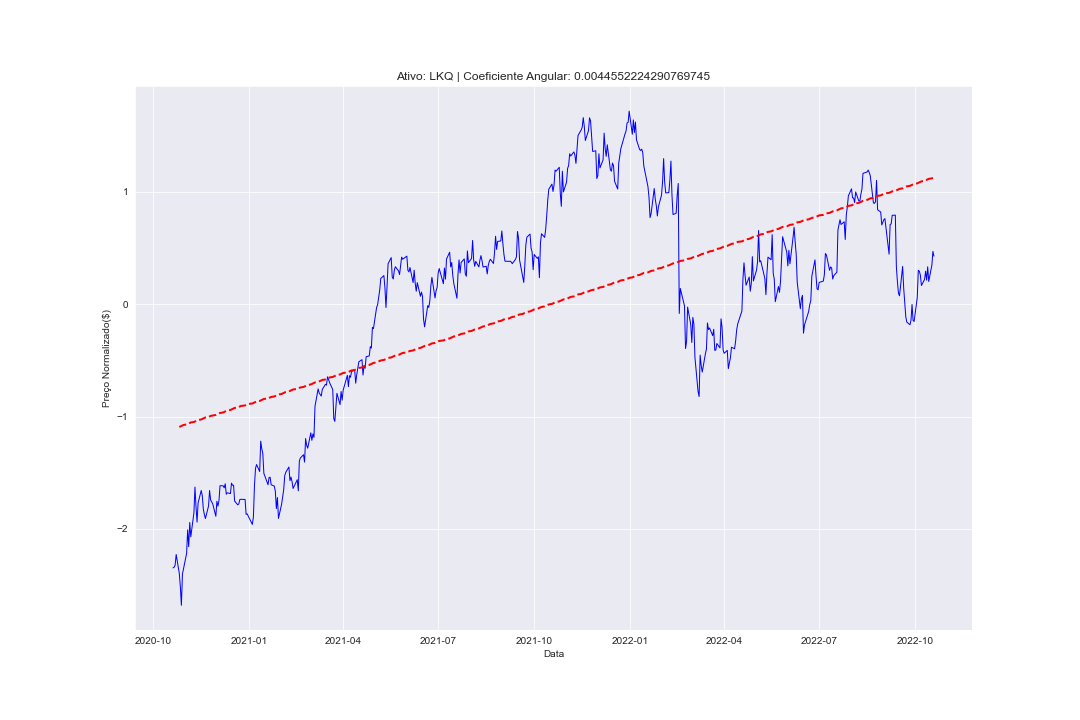 Ativo: LKQ | Coeficiente Angular: 0.0044552224290769745
Preço Normalizado($)
1
0
−1
−2
2020-10 2021-01 2021-04 2021-07 2021-10 2022-01 2022-04 2022-07 2022-10
Data